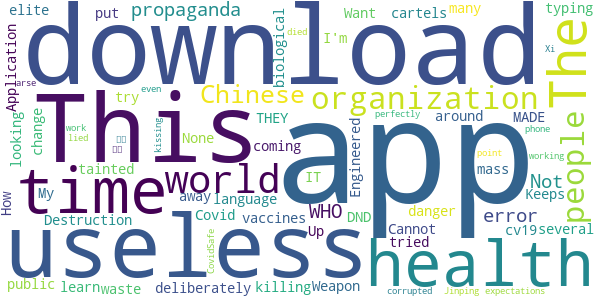 elite put propaganda Want cartels many typing
download
I'm
died Xi
Application
biological
The
arse even
Chinese organization
This
people
looking
change
try
THEY around MADE
work lied
kissing
perfectly phone
None coming
Engineered
point working
tainted
time world app
IT mass Not
How My away language
Keeps
Destruction Covid vaccines WHO DND danger error
useless
Up Cannot cv19 several
tried
CovidSafe
health
public learn waste deliberately killing Weapon
corrupted Jinping expectations